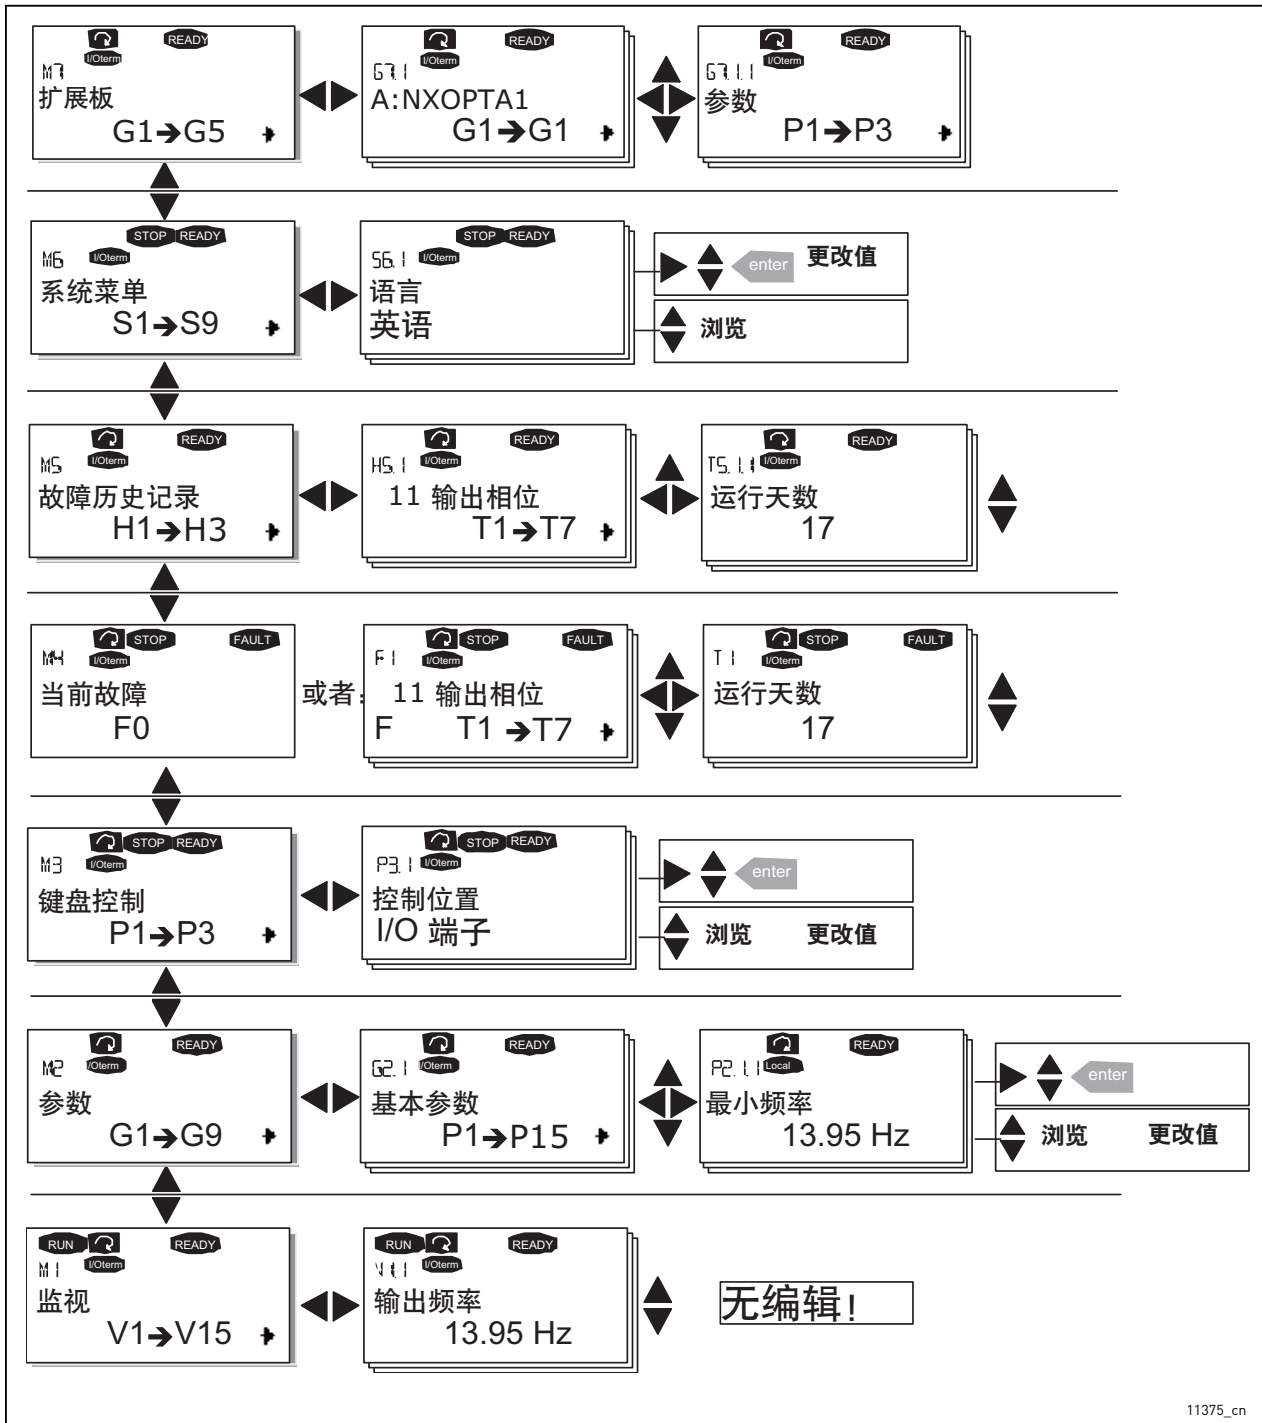 READY
I/Oterm
M7
扩展板
G1➔G5
READY
I/Oterm
G7.1
A:NXOPTA1
G1➔G1
READY
I/Oterm
G7.1.1
参数
P1➔P3
STOP READY
I/Oterm
M6
系统菜单
S1➔S9
STOP READY
S6.1 I/Oterm
语言
英语
enter 更改值
浏览
READY
I/Oterm
M5
故障历史记录
H1➔H3
READY
H5.1 I/Oterm
11 输出相位
T1➔T7
READY
T5.1.1 I/Oterm
运行天数
17
STOP FAULT
M4 I/Oterm
当前故障
F0
或者:
STOP FAULT
F1 I/Oterm
11 输出相位
F T1 ➔T7
STOP FAULT
T1 I/Oterm
运行天数
17
STOP READY
M3 I/Oterm
键盘控制
P1➔P3
STOP READY
P3.1 I/Oterm
控制位置
I/O 端子
enter
浏览 更改值
READY
M2 I/Oterm
参数
G1➔G9
READY
G2.1 I/Oterm
基本参数
P1➔P15
READY
P2.1.1 Local
最小频率
13.95 Hz
enter
浏览 更改值
RUN READY
M1 I/Oterm
监视
V1➔V15
RUN READY
V1.1 I/Oterm
输出频率
13.95 Hz
无编辑!
11375_cn